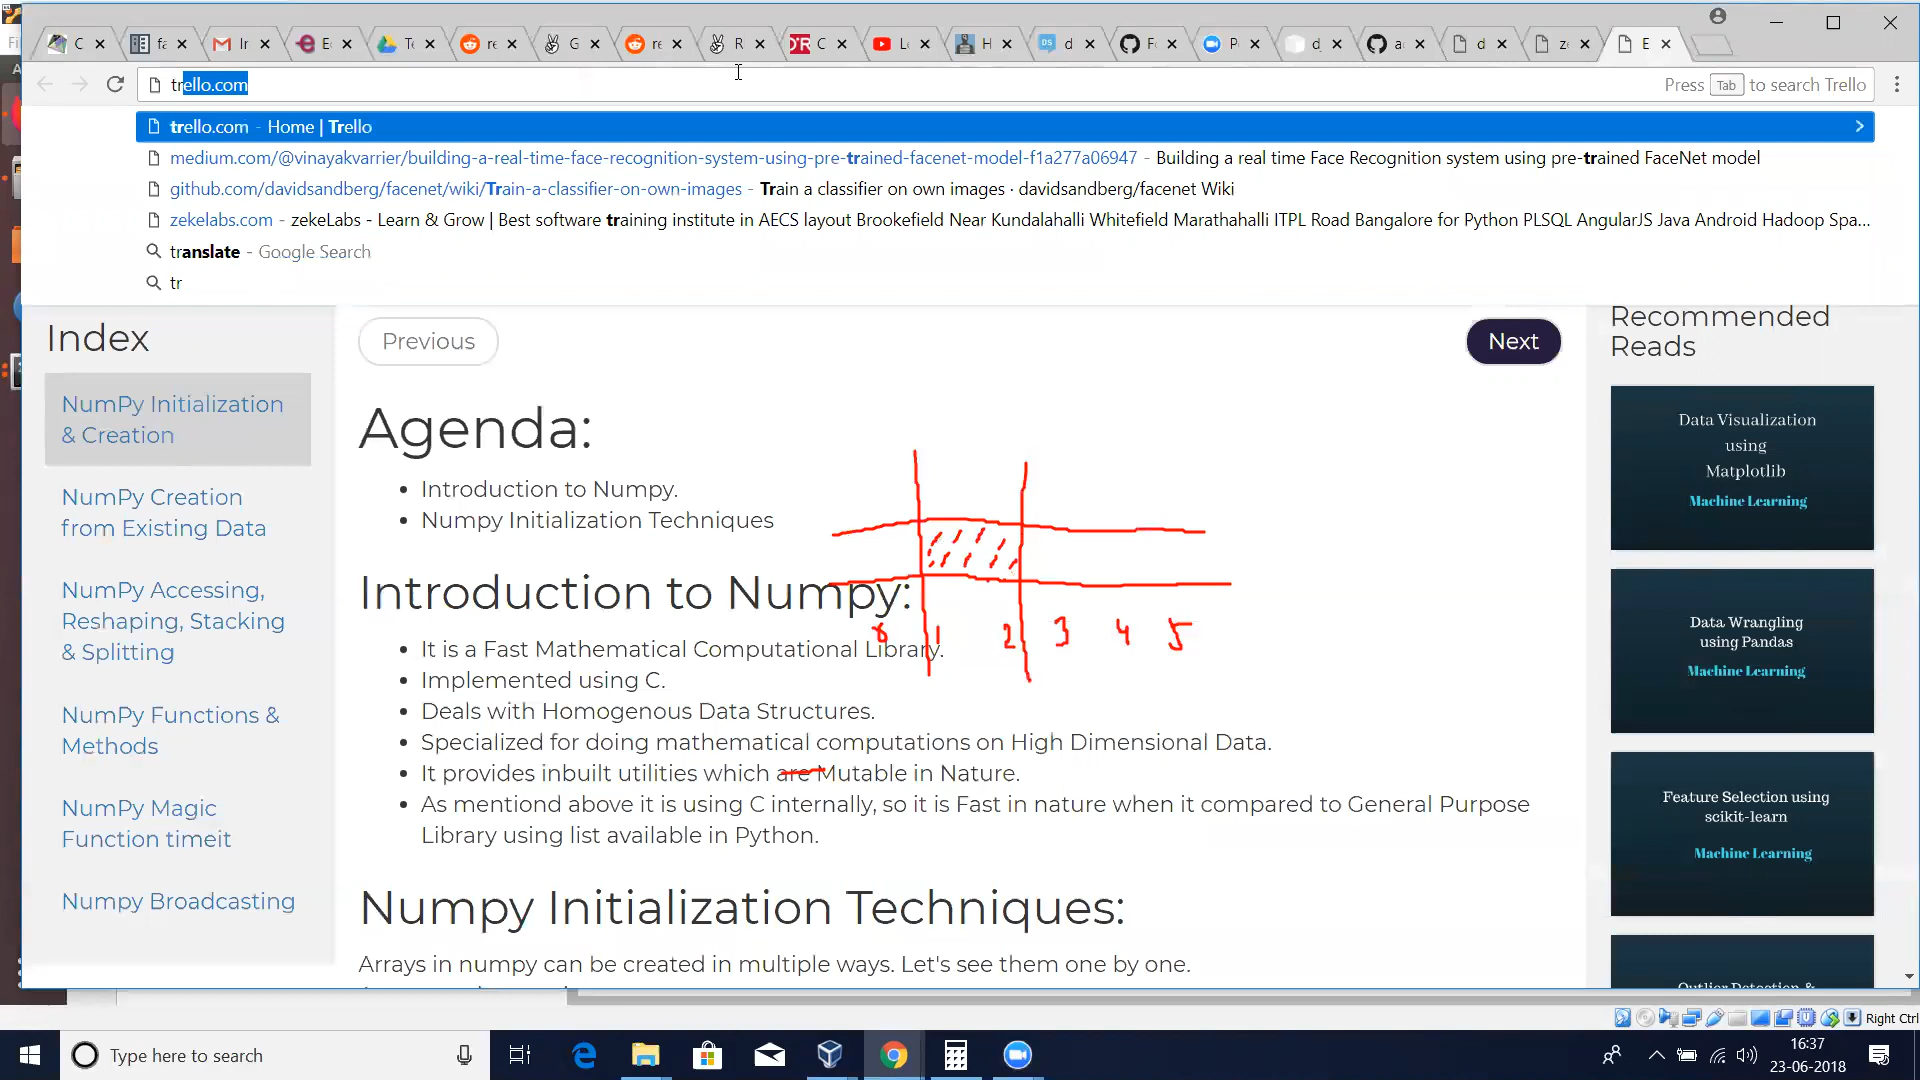 C
fa
Ir
Ec
Te
re
G
re
R
C
L
H
d
Fc
P
d
a
d
ze
E
trello.com
Press Tab to search Trello
trello.com - Home | Trello
medium.com/@vinayakvarrier/building-a-real-time-face-recognition-system-using-pre-trained-facenet-model-f1a277a06947 - Building a real time Face Recognition system using pre-trained FaceNet model
github.com/davidsandberg/facenet/wiki/Train-a-classifier-on-own-images - Train a classifier on own images · davidsandberg/facenet Wiki
zekelabs.com - zekeLabs - Learn & Grow | Best software training institute in AECS layout Brookefield Near Kundalahalli Whitefield Marathahalli ITPL Road Bangalore for Python PLSQL AngularJS Java Android Hadoop Spa...
translate - Google Search
tr
Index
NumPy Initialization
& Creation
NumPy Creation
from Existing Data
NumPy Accessing,
Reshaping, Stacking
& Splitting
NumPy Functions &
Methods
NumPy Magic
Function timeit
Numpy Broadcasting
Previous
Next
Agenda:
• Introduction to Numpy.
• Numpy Initialization Techniques
Introduction to Numpy:
0 1 2 3 4 5
• It is a Fast Mathematical Computational Library.
• Implemented using C.
• Deals with Homogenous Data Structures.
• Specialized for doing mathematical computations on High Dimensional Data.
• It provides inbuilt utilities which are Mutable in Nature.
• As mentiond above it is using C internally, so it is Fast in nature when it compared to General Purpose
Library using list available in Python.
Numpy Initialization Techniques:
Arrays in numpy can be created in multiple ways. Let's see them one by one.
Recommended
Reads
Data Visualization
using
Matplotlib
Machine Learning
Data Wrangling
using Pandas
Machine Learning
Feature Selection using
scikit-learn
Machine Learning
Outlier Detection &
Right Ctrl
Type here to search
16:37
23-06-2018